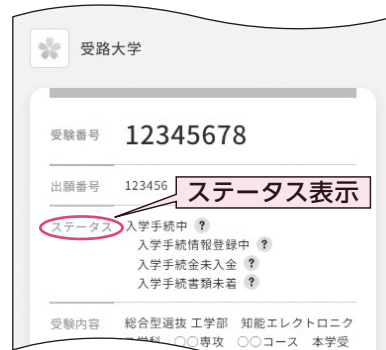 受路大学
受験番号 12345678
出願番号 123456
ステータス表示
ステータス 入学手続中 ?
入学手続情報登録中 ?
入学手続金未入金 ?
入学手続書類未着 ?
受験内容 総合型選抜 工学部 知能エレクトロニク
学科 ○○専攻 ○○コース 本学受